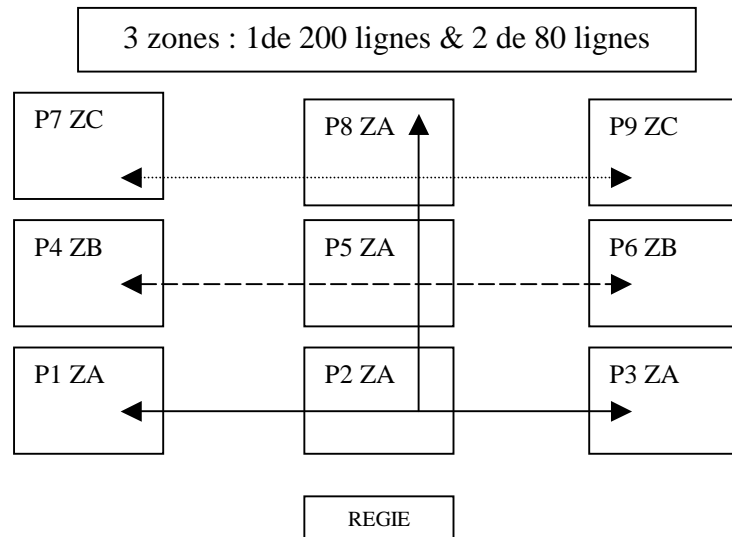 3 zones : 1de 200 lignes & 2 de 80 lignes
P7 ZC
P8 ZA
P9 ZC
P4 ZB
P5 ZA
P6 ZB
P1 ZA
P2 ZA
P3 ZA
REGIE